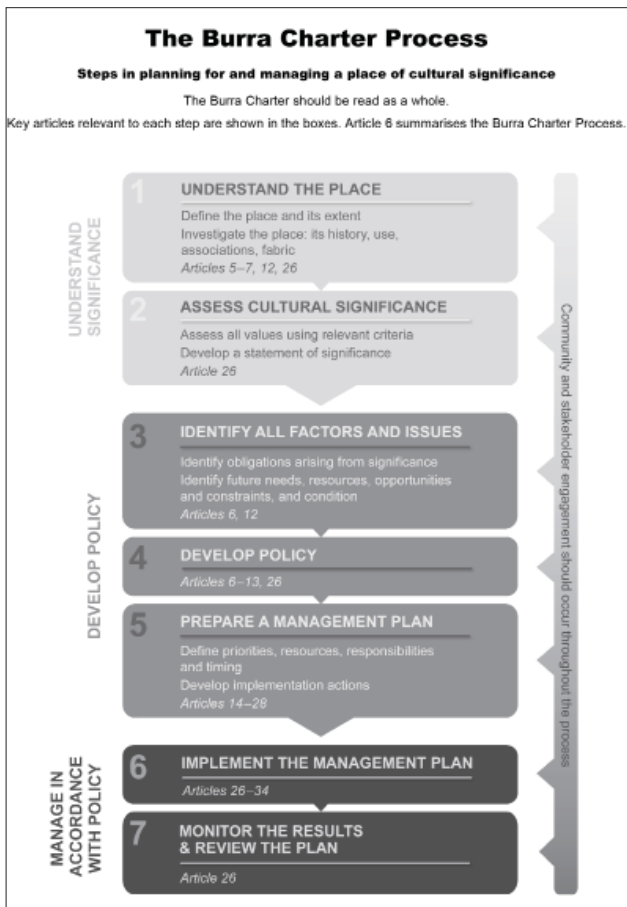 The Burra Charter Process
Steps in planning for and managing a place of cultural significance
The Burra Charter should be read as a whole.
Key articles relevant to each step are shown in the boxes. Article 6 summarises the Burra Charter Process.
UNDERSTAND
SIGNIFICANCE
1
UNDERSTAND THE PLACE
Define the place and its extent
Investigate the place: its history, use,
associations, fabric
Articles 5–7, 12, 26
2
ASSESS CULTURAL SIGNIFICANCE
Assess all values using relevant criteria
Develop a statement of significance
Article 26
DEVELOP POLICY
3
IDENTIFY ALL FACTORS AND ISSUES
Identify obligations arising from significance
Identify future needs, resources, opportunities
and constraints, and condition
Articles 6, 12
4
DEVELOP POLICY
Articles 6–13, 26
5
PREPARE A MANAGEMENT PLAN
Define priorities, resources, responsibilities
and timing
Develop implementation actions
Articles 14–28
MANAGE IN
ACCORDANCE
WITH POLICY
6
IMPLEMENT THE MANAGEMENT PLAN
Articles 26–34
7
MONITOR THE RESULTS
& REVIEW THE PLAN
Article 26
Community and stakeholder engagement should occur throughout the process